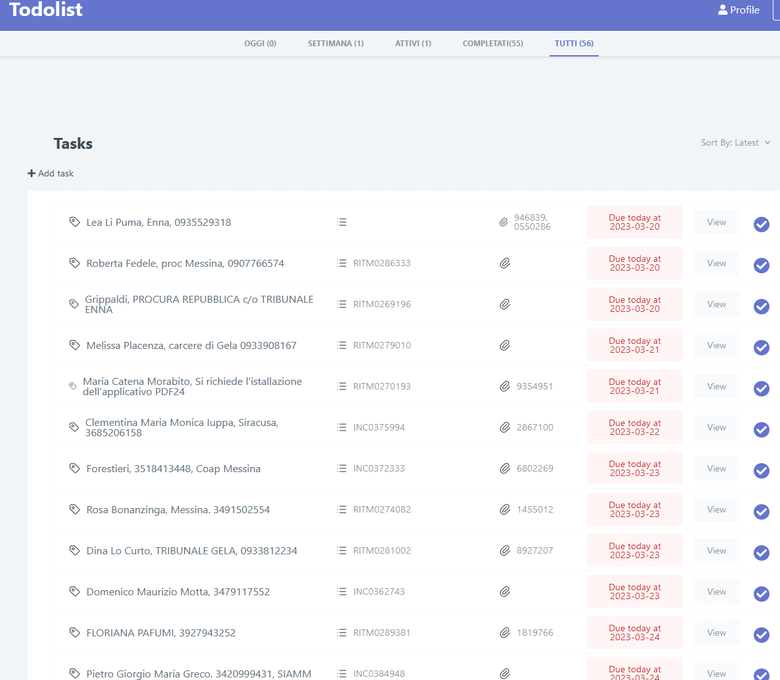 Todolist
Profile
OGGI (0) SETTIMANA (1) ATTIVI (1) COMPLETATI(55) TUTTI (56)
Tasks
Sort By: Latest
Add task
Lea Li Puma, Enna, 0935529318 946839, 0550286 Due today at 2023-03-20 View
Roberta Fedele, proc Messina, 0907766574 RITM0286333 Due today at 2023-03-20 View
Grippaldi, PROCURA REPUBBLICA c/o TRIBUNALE ENNA RITM0269196 Due today at 2023-03-20 View
Melissa Placenza, carcere di Gela 0933908167 RITM0279010 Due today at 2023-03-21 View
Maria Catena Morabito, Si richiede l'istallazione dell'applicativo PDF24 RITM0270193 9354951 Due today at 2023-03-21 View
Clementina Maria Monica Iuppa, Siracusa, 3685206158 INC0375994 2867100 Due today at 2023-03-22 View
Forestieri, 3518413448, Coap Messina INC0372333 6802269 Due today at 2023-03-23 View
Rosa Bonanzinga, Messina. 3491502554 RITM0274082 1455012 Due today at 2023-03-23 View
Dina Lo Curto, TRIBUNALE GELA, 0933812234 RITM0281002 8927207 Due today at 2023-03-23 View
Domenico Maurizio Motta, 3479117552 INC0362743 Due today at 2023-03-23 View
FLORIANA PAFUMI, 3927943252 RITM0289381 1819766 Due today at 2023-03-24 View
Pietro Giorgio Maria Greco. 3420999431, SIAMM INC0384948 Due today at 2023-03-24 View